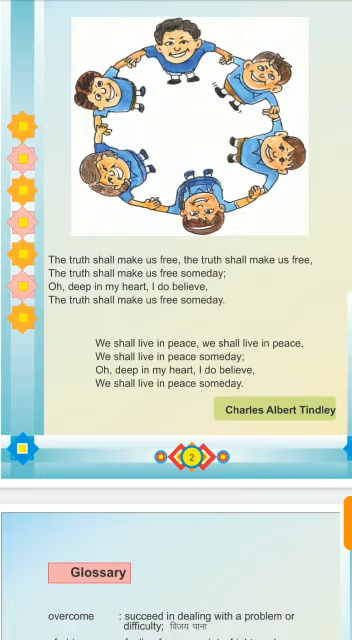 The truth shall make us free, the truth shall make us free,
The truth shall make us free someday;
Oh, deep in my heart, I do believe,
The truth shall make us free someday.
We shall live in peace, we shall live in peace,
We shall live in peace someday;
Oh, deep in my heart, I do believe,
We shall live in peace someday.
Charles Albert Tindley
2
Glossary
overcome : succeed in dealing with a problem or
difficulty; विजय पाना